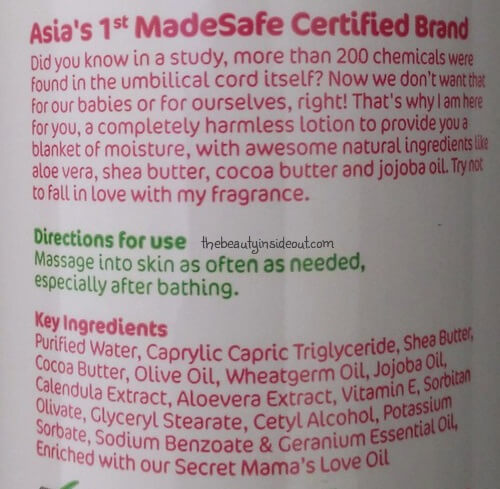 Asia's 1st MadeSafe Certified Brand
Did you know in a study, more than 200 chemicals were
found in the umbilical cord itself? Now we don't want that
for our babies or for ourselves, right! That's why I am here
for you, a completely harmless lotion to provide you a
blanket of moisture, with awesome natural ingredients like
aloe vera, shea butter, cocoa butter and jojoba oil. Try not
to fall in love with my fragrance.
Directions for use
thebeautyinsideout.com
Massage into skin as often as needed,
especially after bathing.
Key Ingredients
Purified Water, Caprylic Capric Triglyceride, Shea Butter,
Cocoa Butter, Olive Oil, Wheatgerm Oil, Jojoba Oil,
Calendula Extract, Aloevera Extract, Vitamin E, Sorbitan
Olivate, Glyceryl Stearate, Cetyl Alcohol, Potassium
Sorbate, Sodium Benzoate & Geranium Essential Oil,
Enriched with our Secret Mama's Love Oil